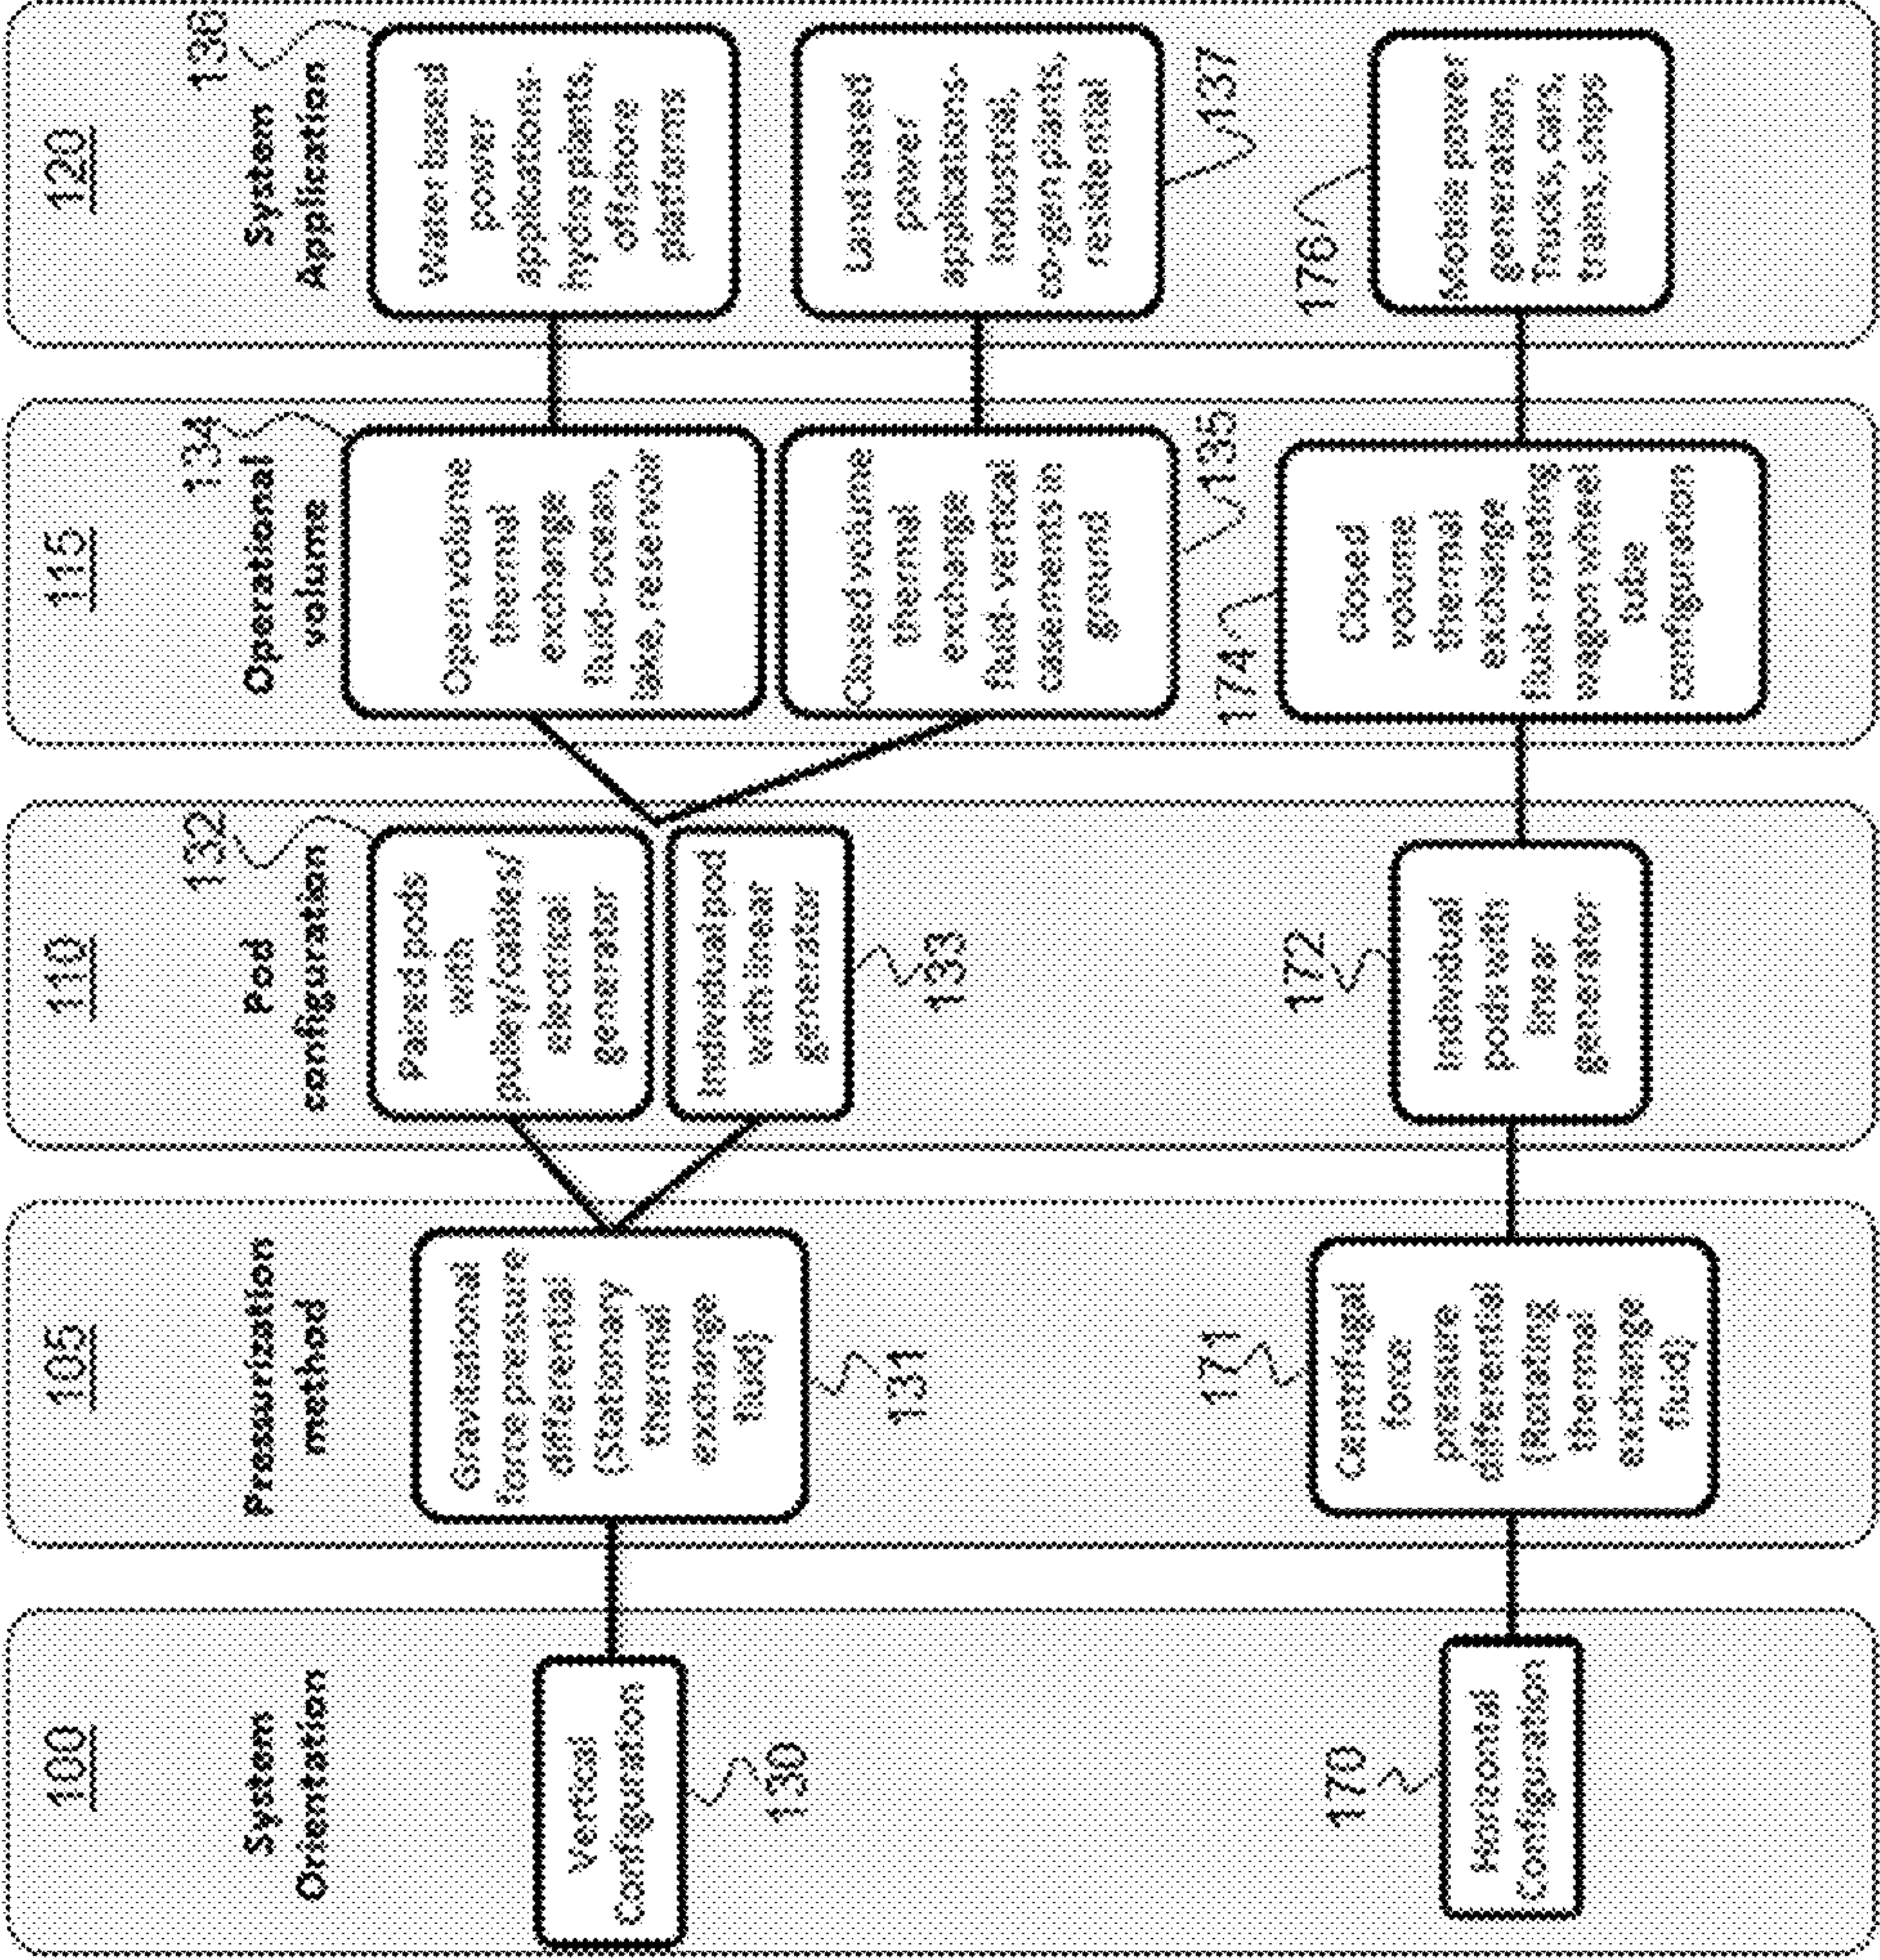 100
System
Orientation
Vertical
Configuration
130
Horizontal
Configuration
170
105
Pressurization
method
Gravitational
force pressure
differential
(Stationary
thermal
exchange
fluid)
131
Centrifugal
force
pressure
differential
(Rotating
thermal
exchange
fluid)
171
110
Pod
configuration
132
Paired pods
with
pulley/cables/
electrical
generator
Individual pod
with linear
generator
133
172
Individual
pods with
linear
generator
115
Operational
volume
134
Open volume
thermal
exchange
fluid- ocean,
lake, reservoir
Closed volume
thermal
exchange
fluid- vertical
casements in
ground
135
174
Closed
volume
thermal
exchange
fluid- rotating
wagon wheel
tube
configuration
120
System
Application
136
Water based
power
applications-
hydro plants,
offshore
platforms
Land based
power
applications-
Industrial,
co-gen plants,
residential
137
176
Mobile power
generation,
Trucks, cars,
trains, ships